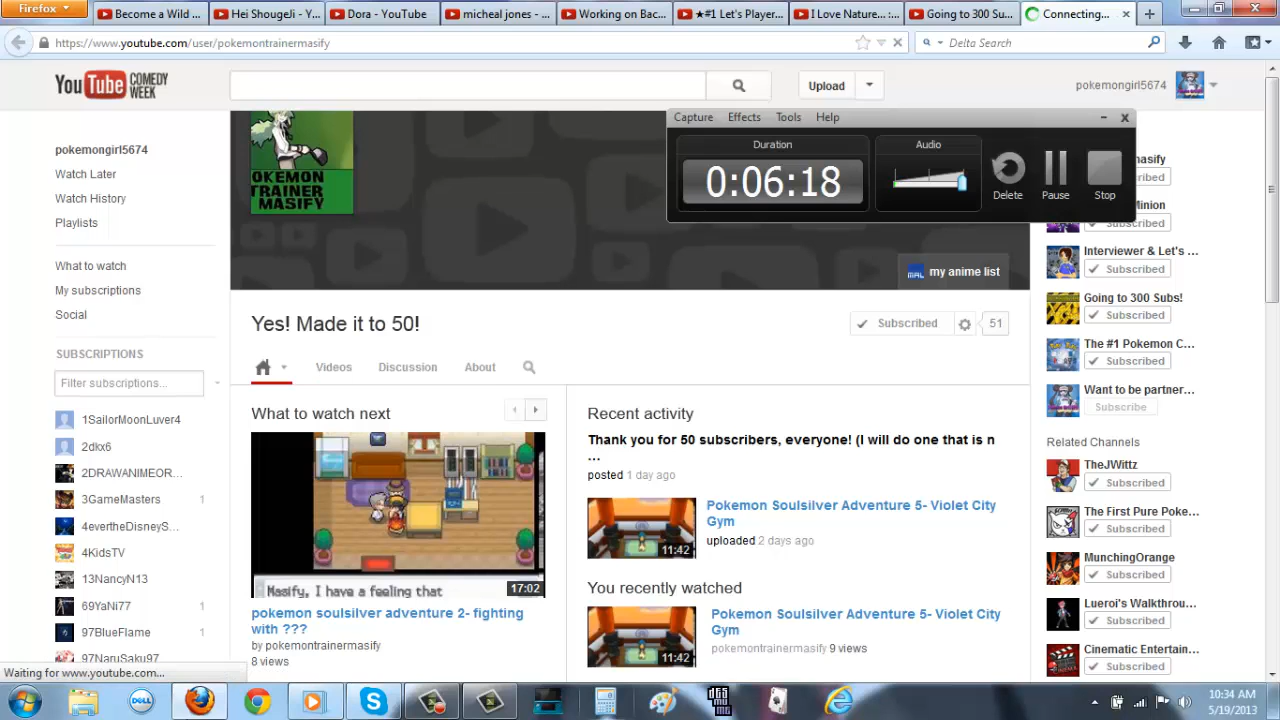 Firefox
Become a Wild ...
Hei ShougeJi - Y...
Dora - YouTube
micheal jones - ...
Working on Bac...
★#1 Let's Player...
I Love Nature... :...
Going to 300 Su...
Connecting...
https://www.youtube.com/user/pokemontrainermasify
Delta Search
YouTube COMEDY WEEK
Upload
pokemongirl5674
Capture Effects Tools Help
Duration
0:06:18
Audio
Delete
Pause
Stop
pokemongirl5674
Watch Later
Watch History
Playlists
What to watch
My subscriptions
Social
SUBSCRIPTIONS
Filter subscriptions...
1SailorMoonLuver4
2dkx6
2DRAWANIMEOR...
3GameMasters 1
4evertheDisneyS...
4KidsTV
13NancyN13
69YaNi77 1
97BlueFlame 1
97NaruSaku97
Waiting for www.youtube.com...
POKEMON
TRAINER
MASIFY
MAL my anime list
Yes! Made it to 50!
Subscribed
51
Videos
Discussion
About
What to watch next
Masify, I have a feeling that
17:02
pokemon soulsilver adventure 2- fighting
with ???
by pokemontrainermasify
8 views
Recent activity
Thank you for 50 subscribers, everyone! (I will do one that is n
...
posted 1 day ago
11:42
Pokemon Soulsilver Adventure 5- Violet City
Gym
uploaded 2 days ago
You recently watched
11:42
Pokemon Soulsilver Adventure 5- Violet City
Gym
pokemontrainermasify 9 views
masify
Subscribed
Minion
Subscribed
Interviewer & Let's ...
Subscribed
Going to 300 Subs!
Subscribed
The #1 Pokemon C...
Subscribed
Want to be partner...
Subscribe
Related Channels
TheJWittz
Subscribed
The First Pure Poke...
Subscribed
MunchingOrange
Subscribed
Lueroi's Walkthrou...
Subscribed
Cinematic Entertain...
Subscribed
DELL
10:34 AM
5/19/2013